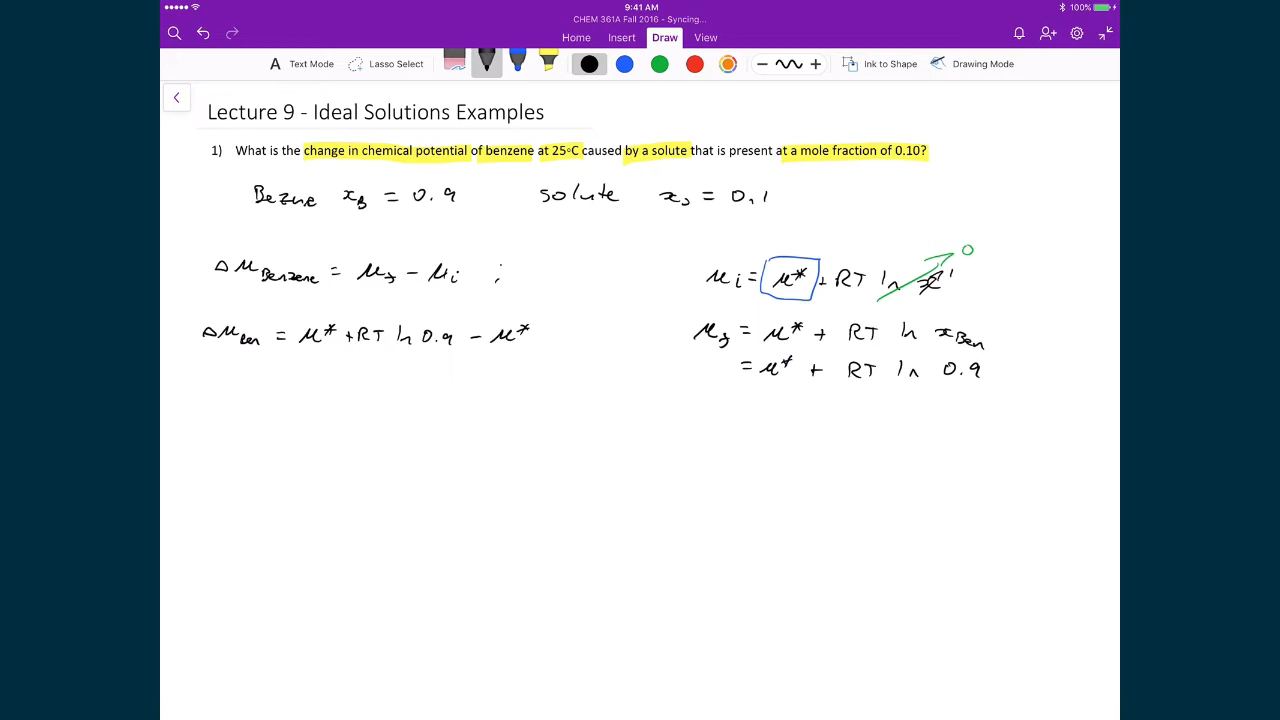 9:41 AM
100%
CHEM 361A Fall 2016 - Syncing...
Home Insert Draw View
A Text Mode Lasso Select Ink to Shape Drawing Mode
Lecture 9 - Ideal Solutions Examples
1) What is the change in chemical potential of benzene at 25◦C caused by a solute that is present at a mole fraction of 0.10?
Bezne x_B = 0.9 solute x_s = 0.1
Δμ_Benzene = μ_f - μ_i ; μ_i = μ* + RT ln x 1 0
Δμ_Ben = μ* + RT ln 0.9 - μ* μ_f = μ* + RT ln x_Ben
= μ* + RT ln 0.9